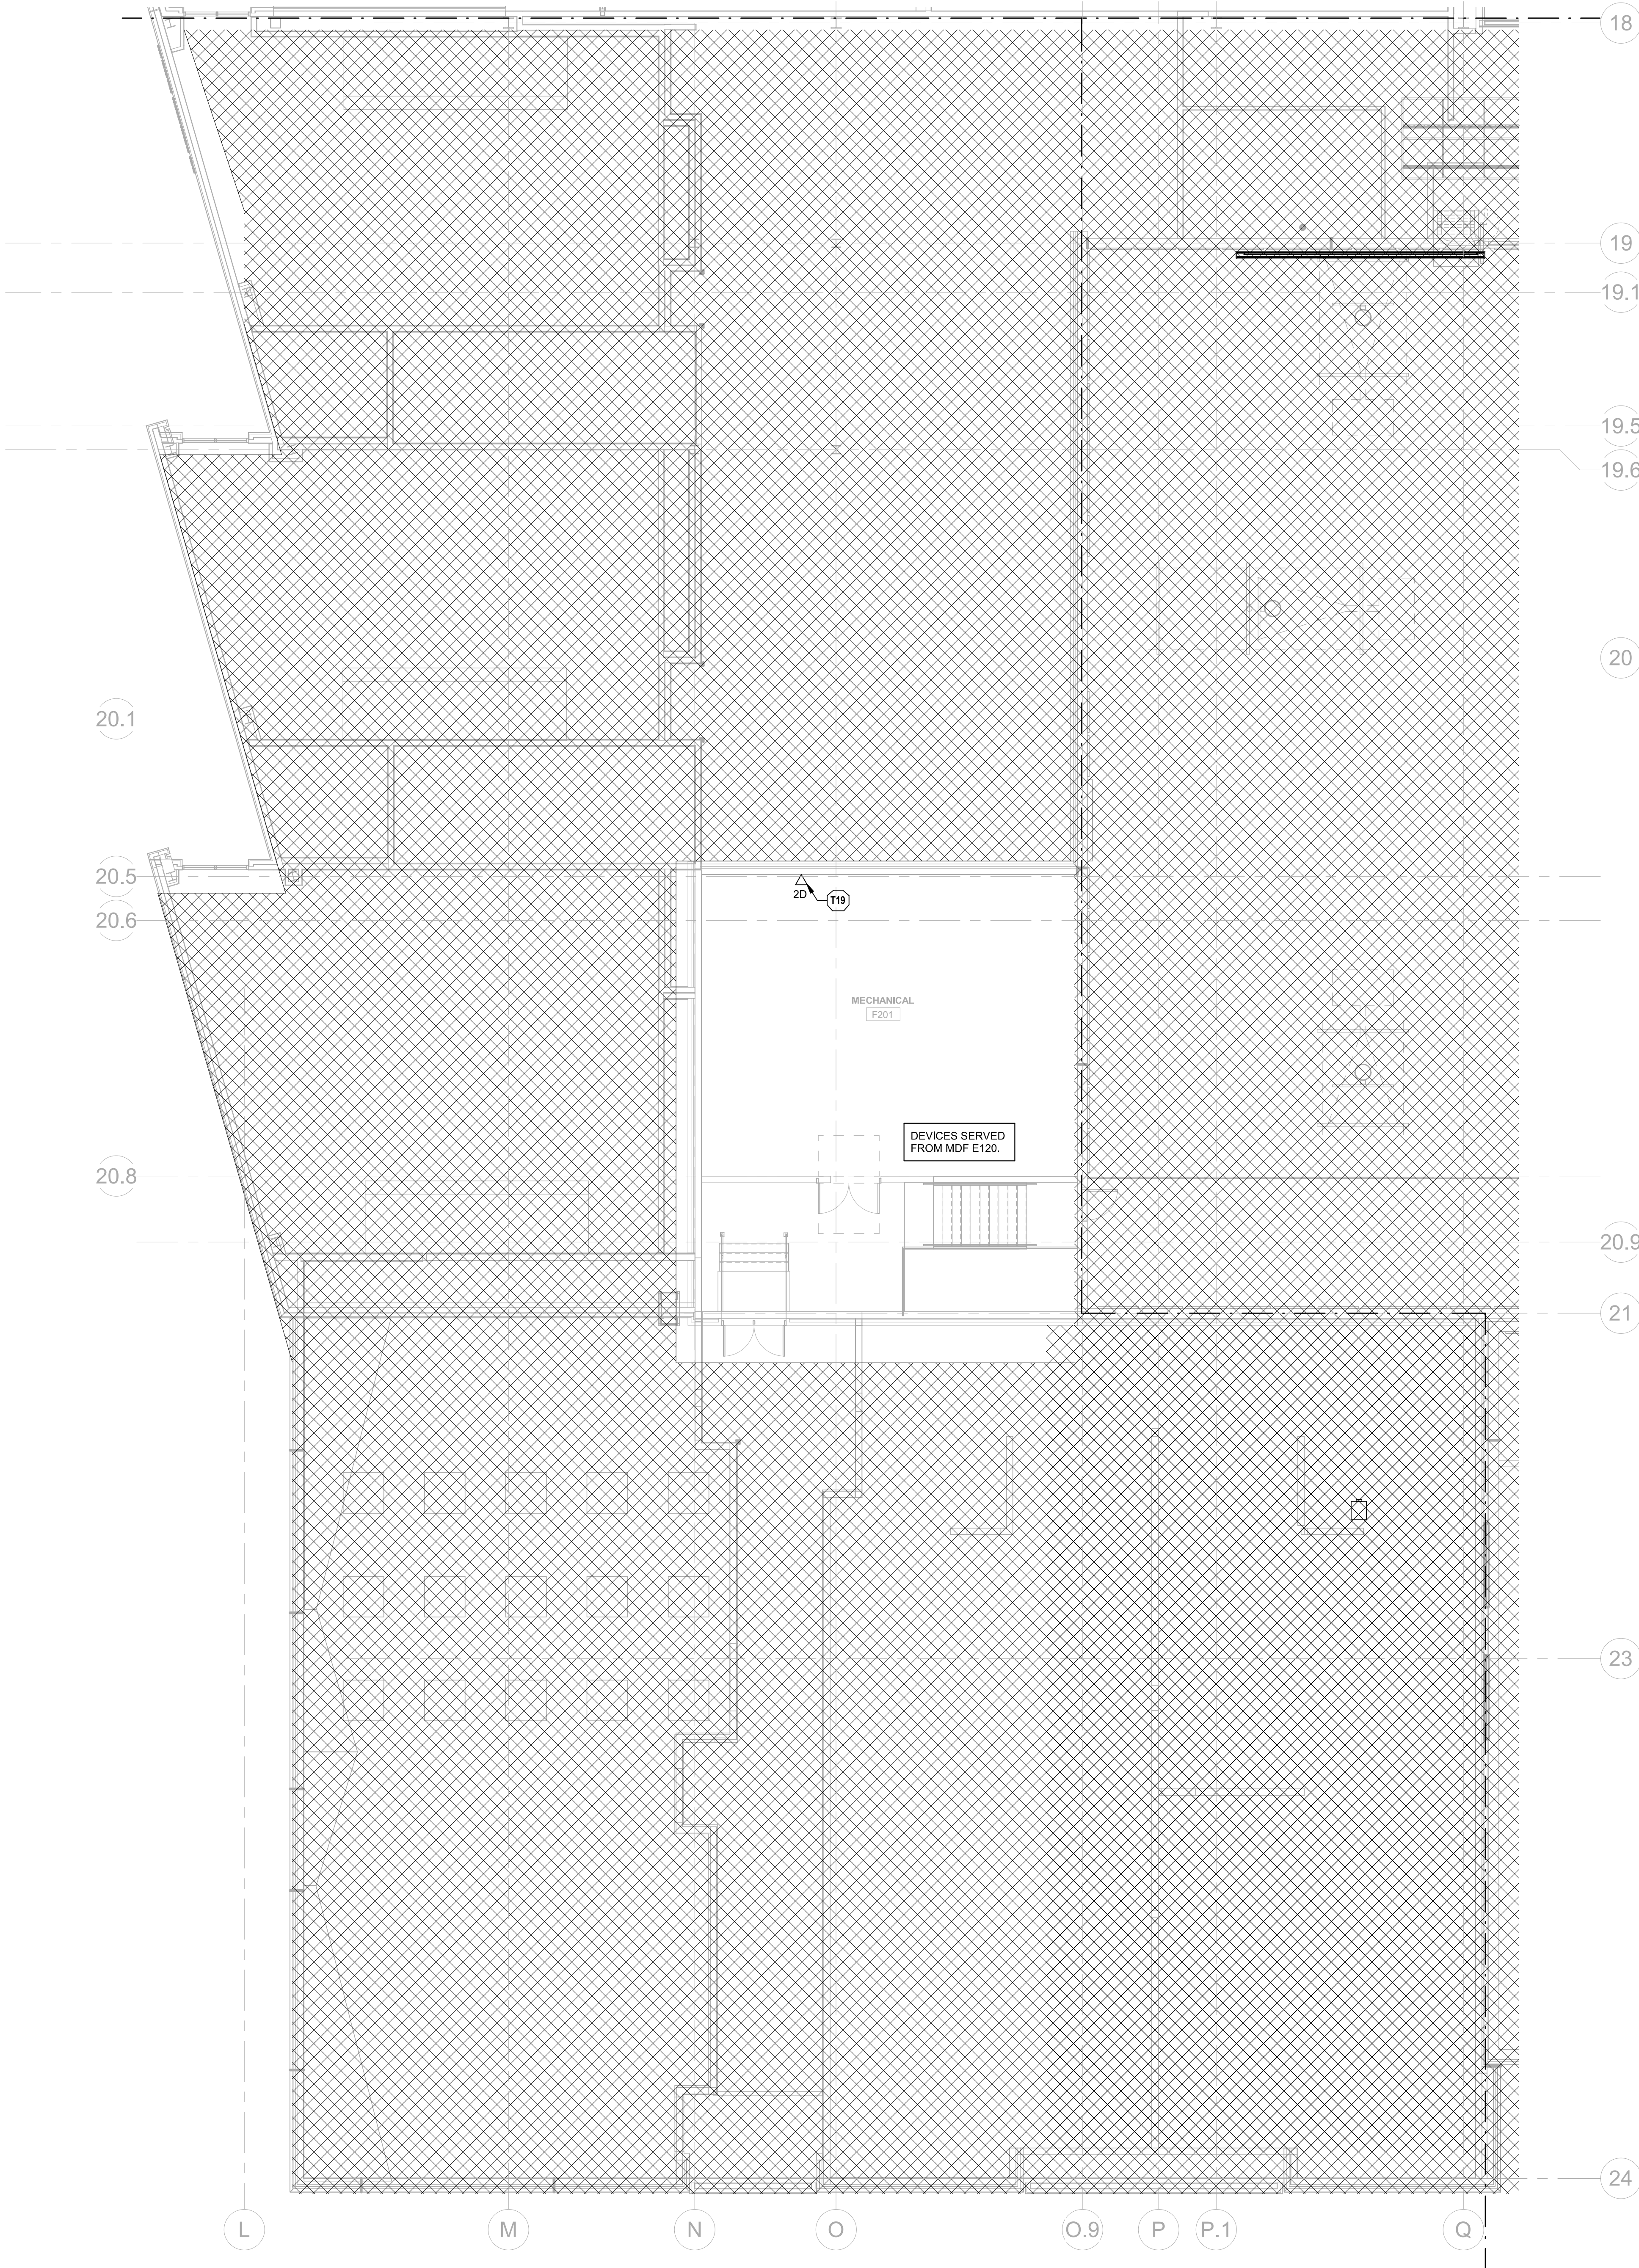 18
19
19.1
19.5
19.6
20
20.1
20.5
20.6
2D
T19
MECHANICAL
F201
DEVICES SERVED
FROM MDF E120.
20.8
20.9
21
23
24
L
M
N
O
O.9
P
P.1
Q